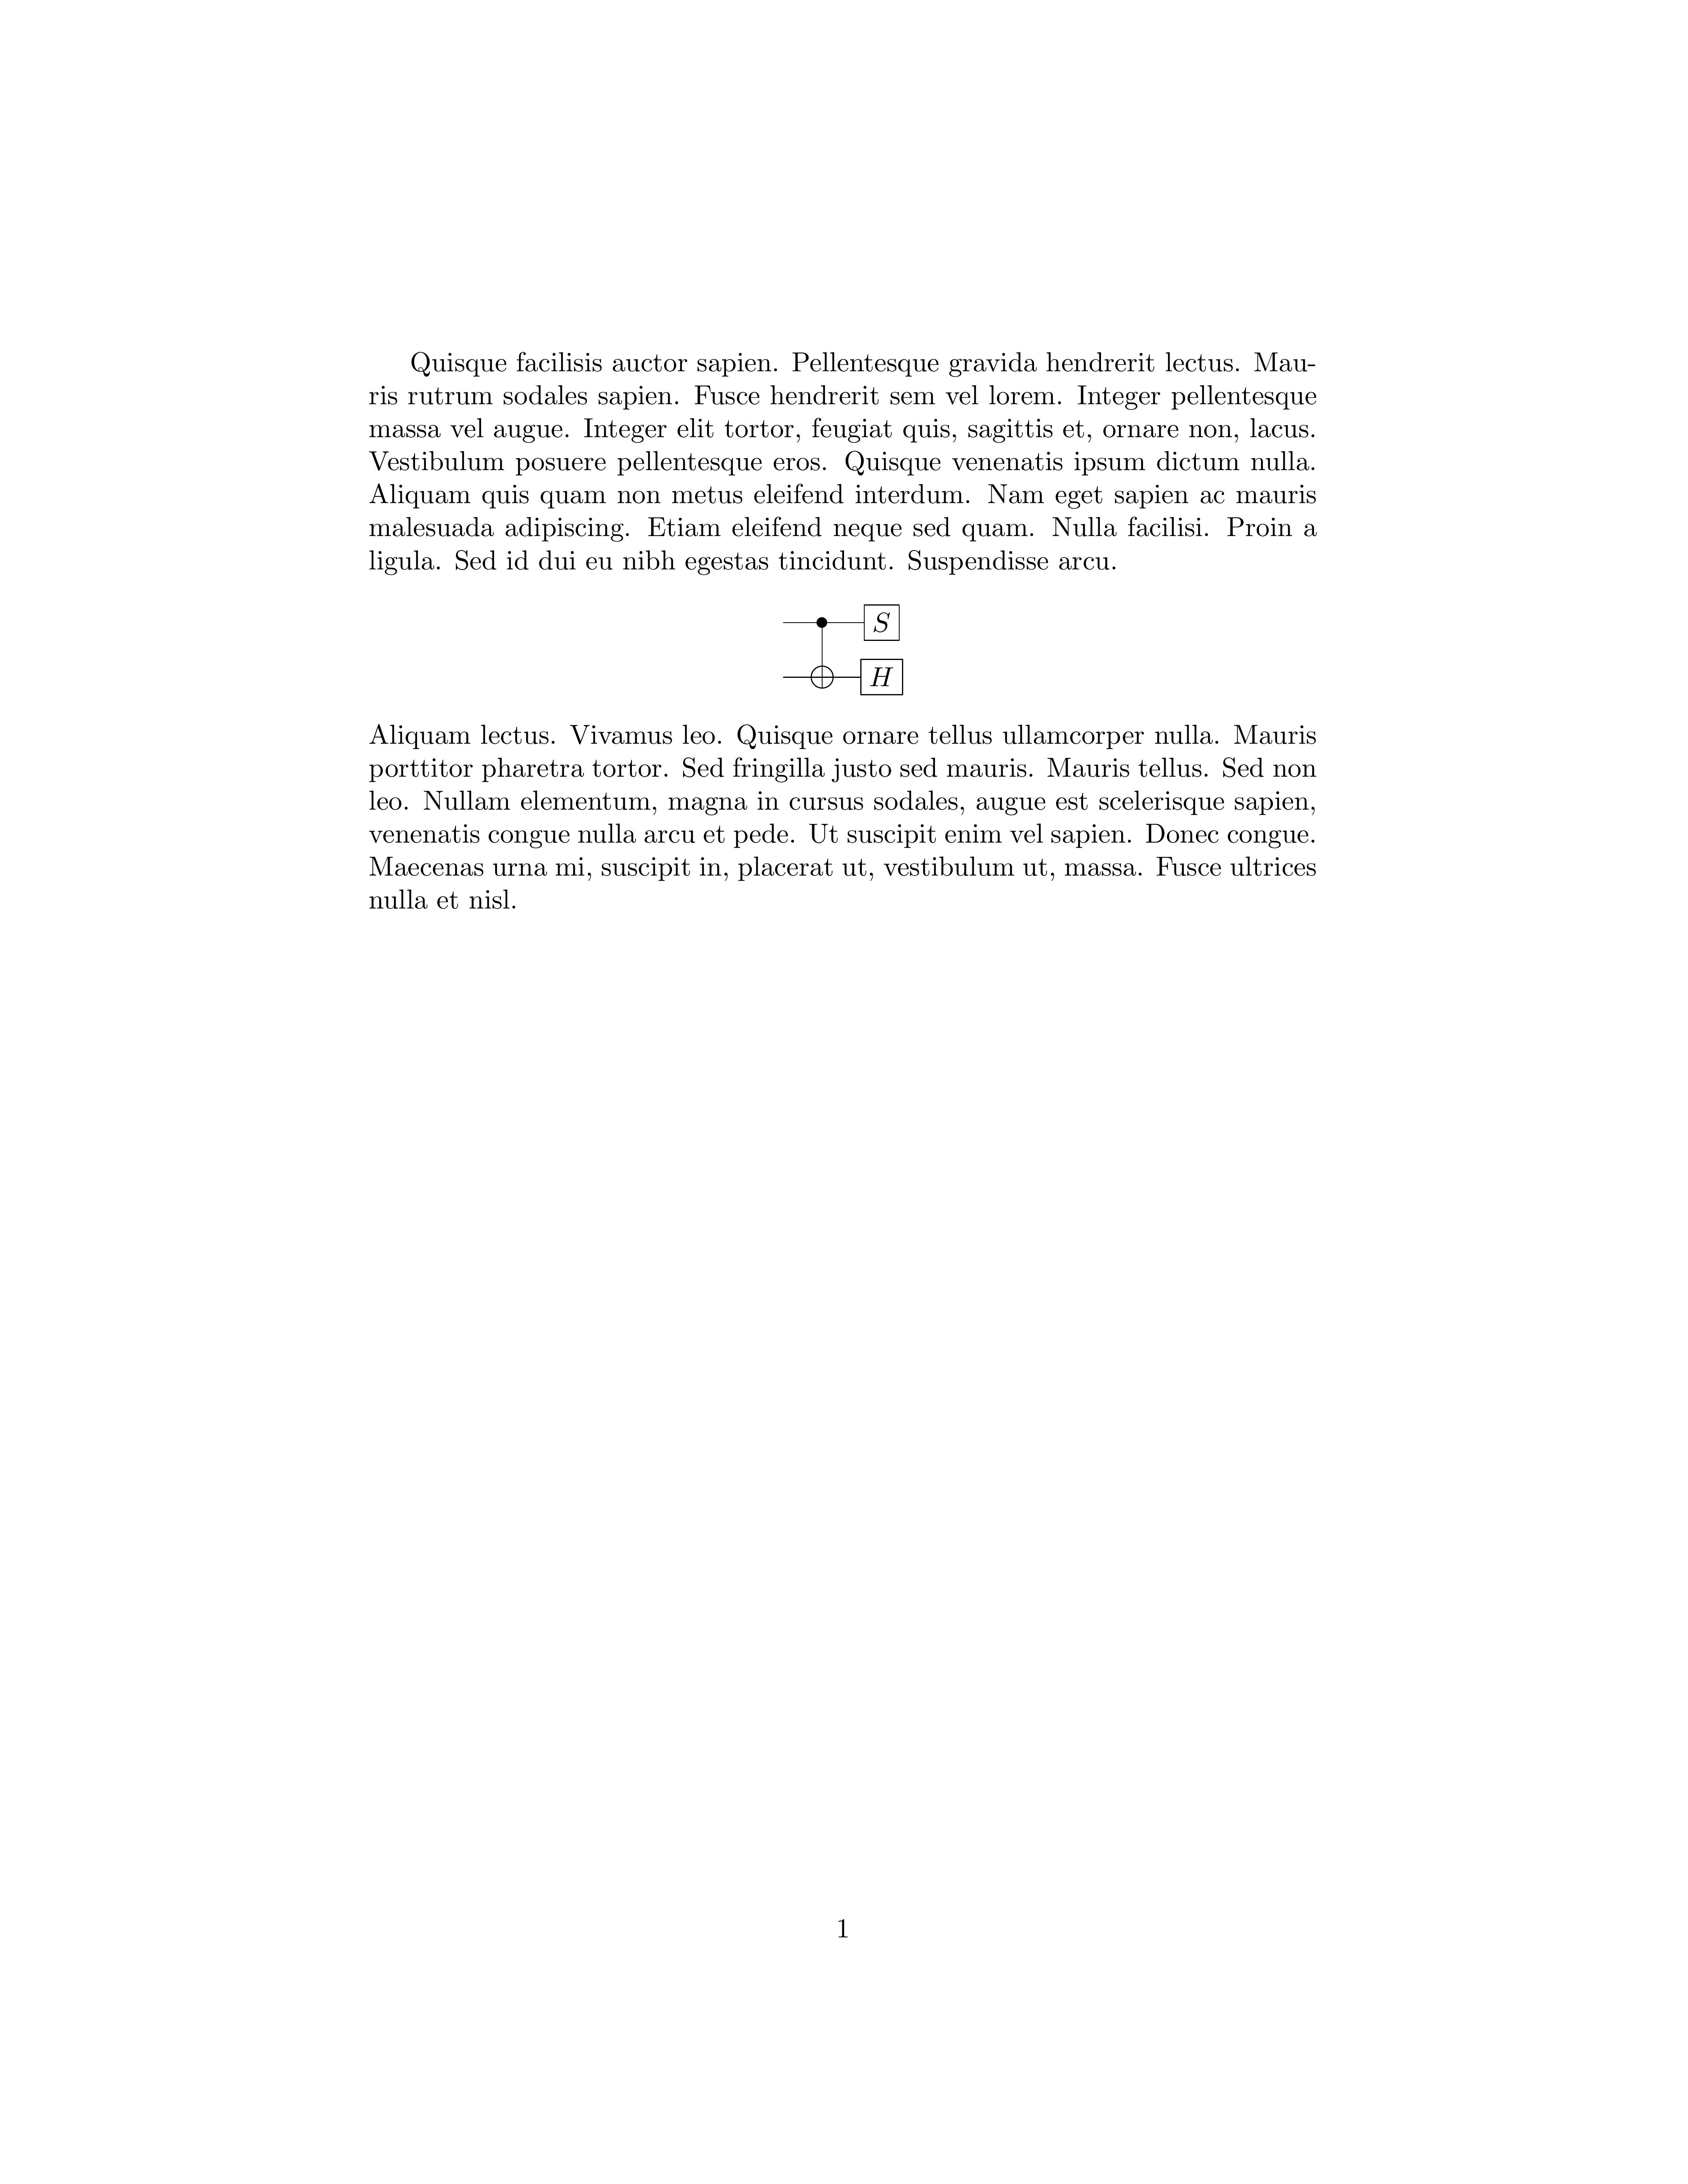 Quisque facilisis auctor sapien. Pellentesque gravida hendrerit lectus. Mau-
ris rutrum sodales sapien. Fusce hendrerit sem vel lorem. Integer pellentesque
massa vel augue. Integer elit tortor, feugiat quis, sagittis et, ornare non, lacus.
Vestibulum posuere pellentesque eros. Quisque venenatis ipsum dictum nulla.
Aliquam quis quam non metus eleifend interdum. Nam eget sapien ac mauris
malesuada adipiscing. Etiam eleifend neque sed quam. Nulla facilisi. Proin a
ligula. Sed id dui eu nibh egestas tincidunt. Suspendisse arcu.
S
H
Aliquam lectus. Vivamus leo. Quisque ornare tellus ullamcorper nulla. Mauris
porttitor pharetra tortor. Sed fringilla justo sed mauris. Mauris tellus. Sed non
leo. Nullam elementum, magna in cursus sodales, augue est scelerisque sapien,
venenatis congue nulla arcu et pede. Ut suscipit enim vel sapien. Donec congue.
Maecenas urna mi, suscipit in, placerat ut, vestibulum ut, massa. Fusce ultrices
nulla et nisl.
1